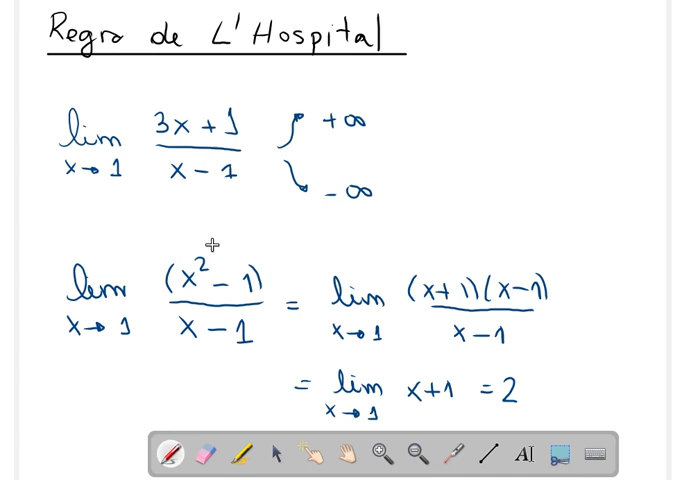 Regra de L'Hospital
lim x→1 (3x+1)/(x-1) +∞
-∞
lim x→1 (x²-1)/(x-1) = lim x→1 (x+1)(x-1)/(x-1)
= lim x→1 x+1 = 2
AI